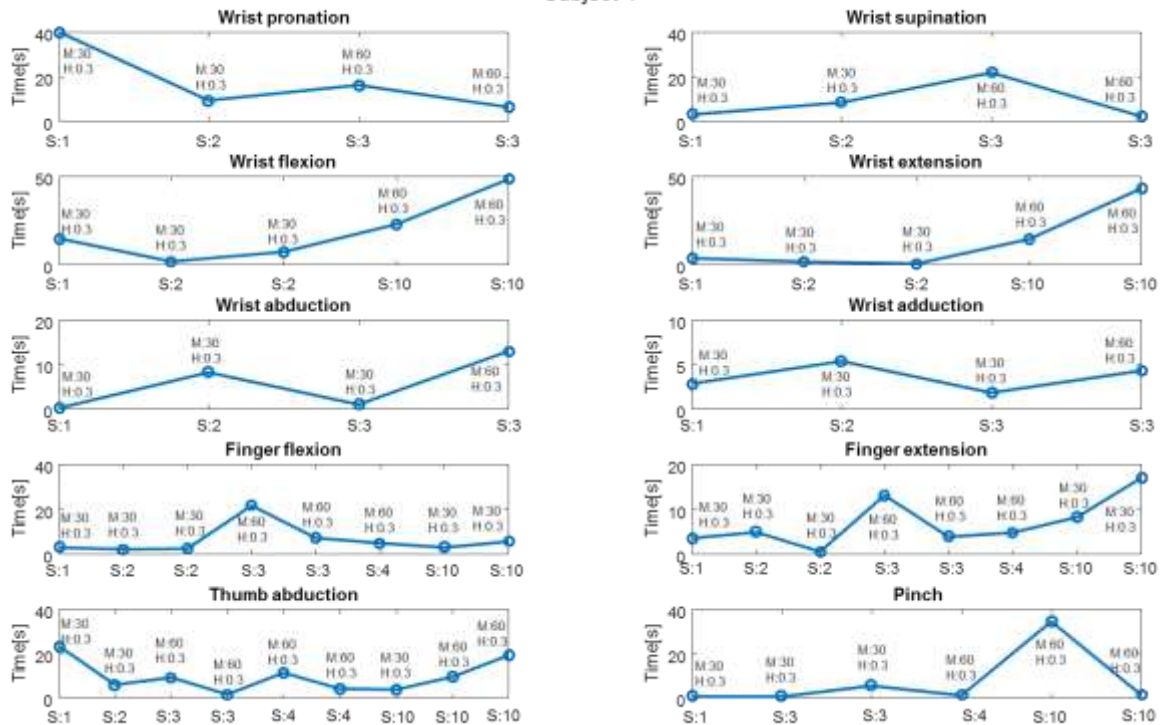 Wrist pronation
Time[s]
40
20
0
M:30
H:0.3
M:30
H:0.3
M:60
H:0.3
M:60
H:0.3
S:1 S:2 S:3 S:3
Wrist supination
Time[s]
40
20
0
M:30
H:0.3
M:30
H:0.3
M:60
H:0.3
M:60
H:0.3
S:1 S:2 S:3 S:3
Wrist flexion
Time[s]
50
0
M:30
H:0.3
M:30
H:0.3
M:30
H:0.3
M:60
H:0.3
M:60
H:0.3
S:1 S:2 S:2 S:10 S:10
Wrist extension
Time[s]
50
0
M:30
H:0.3
M:30
H:0.3
M:30
H:0.3
M:60
H:0.3
M:60
H:0.3
S:1 S:2 S:2 S:10 S:10
Wrist abduction
Time[s]
20
10
0
M:30
H:0.3
M:30
H:0.3
M:30
H:0.3
M:60
H:0.3
S:1 S:2 S:3 S:3
Wrist adduction
Time[s]
10
5
0
M:30
H:0.3
M:30
H:0.3
M:30
H:0.3
M:60
H:0.3
S:1 S:2 S:3 S:3
Finger flexion
Time[s]
40
20
0
M:30
H:0.3
M:30
H:0.3
M:30
H:0.3
M:60
H:0.3
M:60
H:0.3
M:60
H:0.3
M:30
H:0.3
M:30
H:0.3
S:1 S:2 S:2 S:3 S:3 S:4 S:10 S:10
Finger extension
Time[s]
20
10
0
M:30
H:0.3
M:30
H:0.3
M:30
H:0.3
M:60
H:0.3
M:60
H:0.3
M:60
H:0.3
M:30
H:0.3
M:30
H:0.3
S:1 S:2 S:2 S:3 S:3 S:4 S:10 S:10
Thumb abduction
Time[s]
40
20
0
M:30
H:0.3
M:30
H:0.3
M:60
H:0.3
M:60
H:0.3
M:60
H:0.3
M:60
H:0.3
M:30
H:0.3
M:60
H:0.3
M:60
H:0.3
S:1 S:2 S:3 S:3 S:4 S:4 S:10 S:10 S:10
Pinch
Time[s]
40
20
0
M:30
H:0.3
M:30
H:0.3
M:30
H:0.3
M:60
H:0.3
M:60
H:0.3
M:60
H:0.3
S:1 S:3 S:3 S:4 S:10 S:10